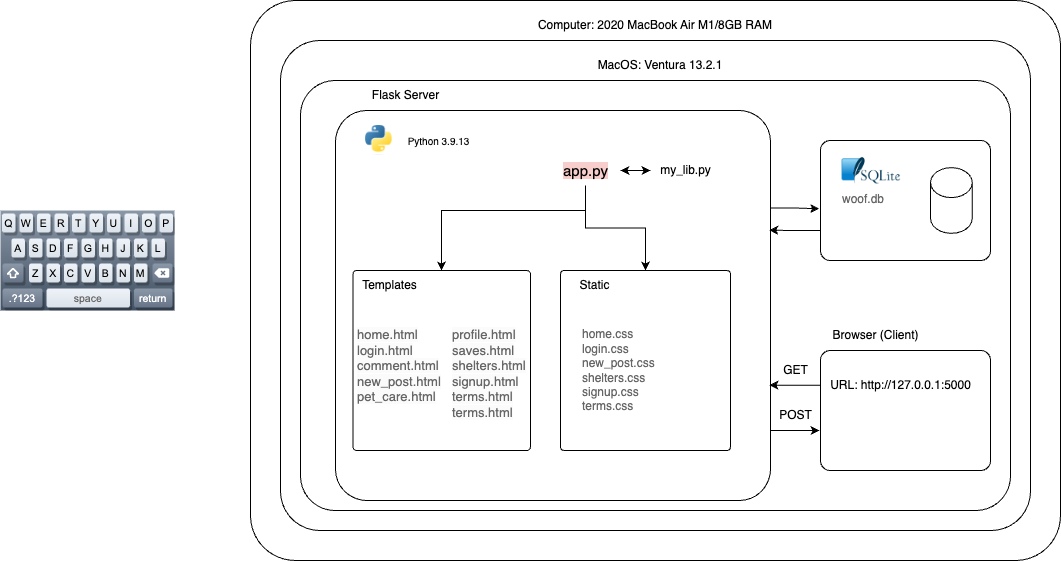 Computer: 2020 MacBook Air M1/8GB RAM
MacOS: Ventura 13.2.1
Flask Server
Python 3.9.13
app.py
my_lib.py
SQLite
woof.db
Q W E R T Y U I O P
A S D F G H J K L
Z X C V B N M
.?123 space return
Templates
home.html
login.html
comment.html
new_post.html
pet_care.html
profile.html
saves.html
shelters.html
signup.html
terms.html
terms.html
Static
home.css
login.css
new_post.css
shelters.css
signup.css
terms.css
Browser (Client)
GET
URL: http://127.0.0.1:5000
POST